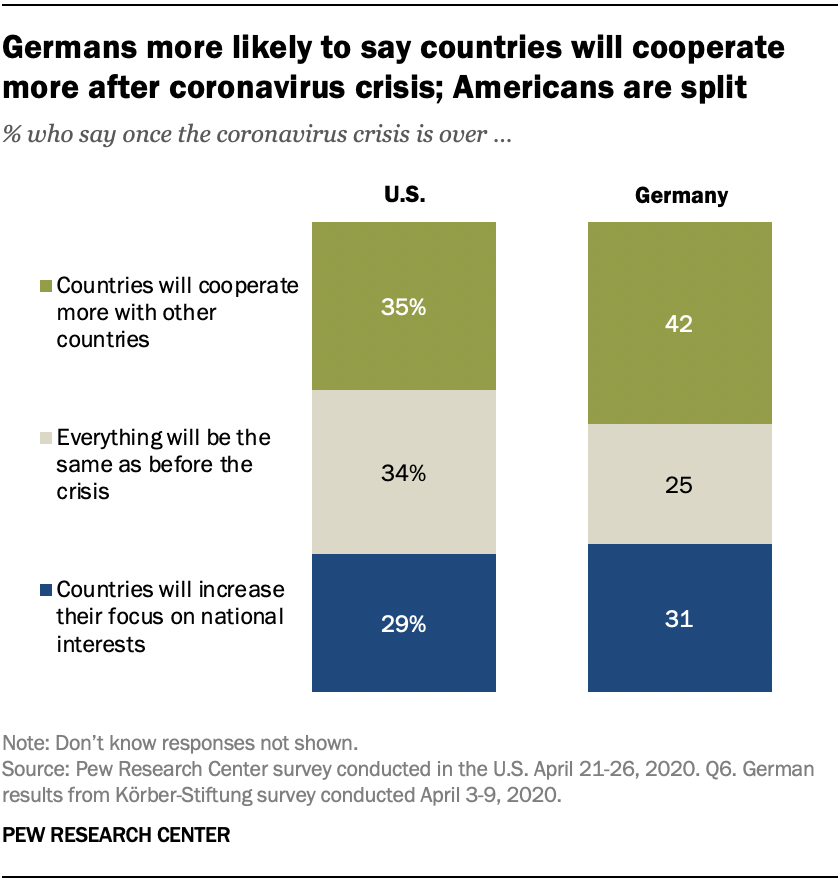 Germans more likely to say countries will cooperate
more after coronavirus crisis; Americans are split
% who say once the coronavirus crisis is over ...
U.S.
Germany
Countries will cooperate
more with other
countries
35%
42
Everything will be the
same as before the
crisis
34%
25
Countries will increase
their focus on national
interests
29%
31
Note: Don’t know responses not shown.
Source: Pew Research Center survey conducted in the U.S. April 21-26, 2020. Q6. German
results from Körber-Stiftung survey conducted April 3-9, 2020.
PEW RESEARCH CENTER